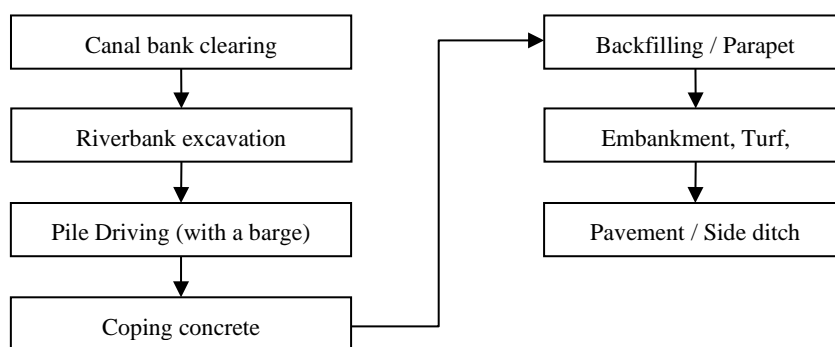 Canal bank clearing
Riverbank excavation
Pile Driving (with a barge)
Coping concrete
Backfilling / Parapet
Embankment, Turf,
Pavement / Side ditch